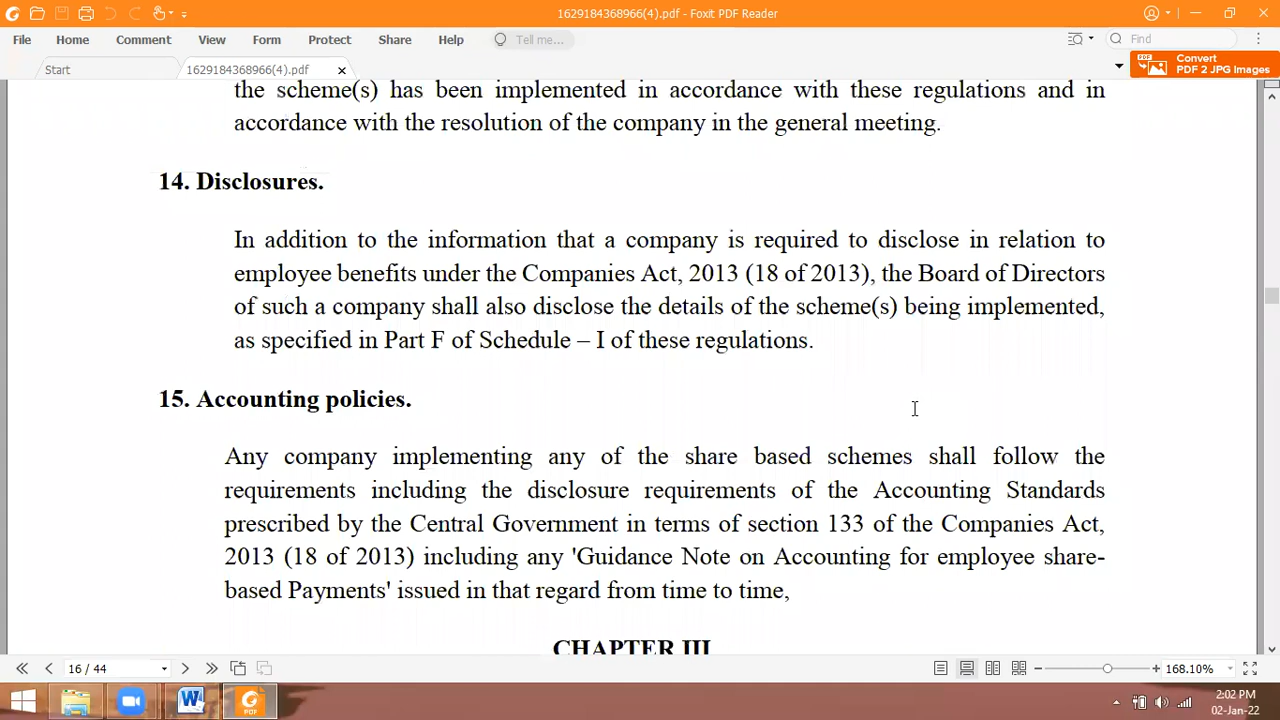 1629184368966(4).pdf - Foxit PDF Reader
File Home Comment View Form Protect Share Help Tell me... Find
Start 1629184368966(4).pdf
Convert
PDF 2 JPG Images
the scheme(s) has been implemented in accordance with these regulations and in
accordance with the resolution of the company in the general meeting.
14. Disclosures.
In addition to the information that a company is required to disclose in relation to
employee benefits under the Companies Act, 2013 (18 of 2013), the Board of Directors
of such a company shall also disclose the details of the scheme(s) being implemented,
as specified in Part F of Schedule – I of these regulations.
15. Accounting policies.
Any company implementing any of the share based schemes shall follow the
requirements including the disclosure requirements of the Accounting Standards
prescribed by the Central Government in terms of section 133 of the Companies Act,
2013 (18 of 2013) including any 'Guidance Note on Accounting for employee share-
based Payments' issued in that regard from time to time,
CHAPTER III
16 / 44 168.10%
W PDF 2:02 PM
02-Jan-22